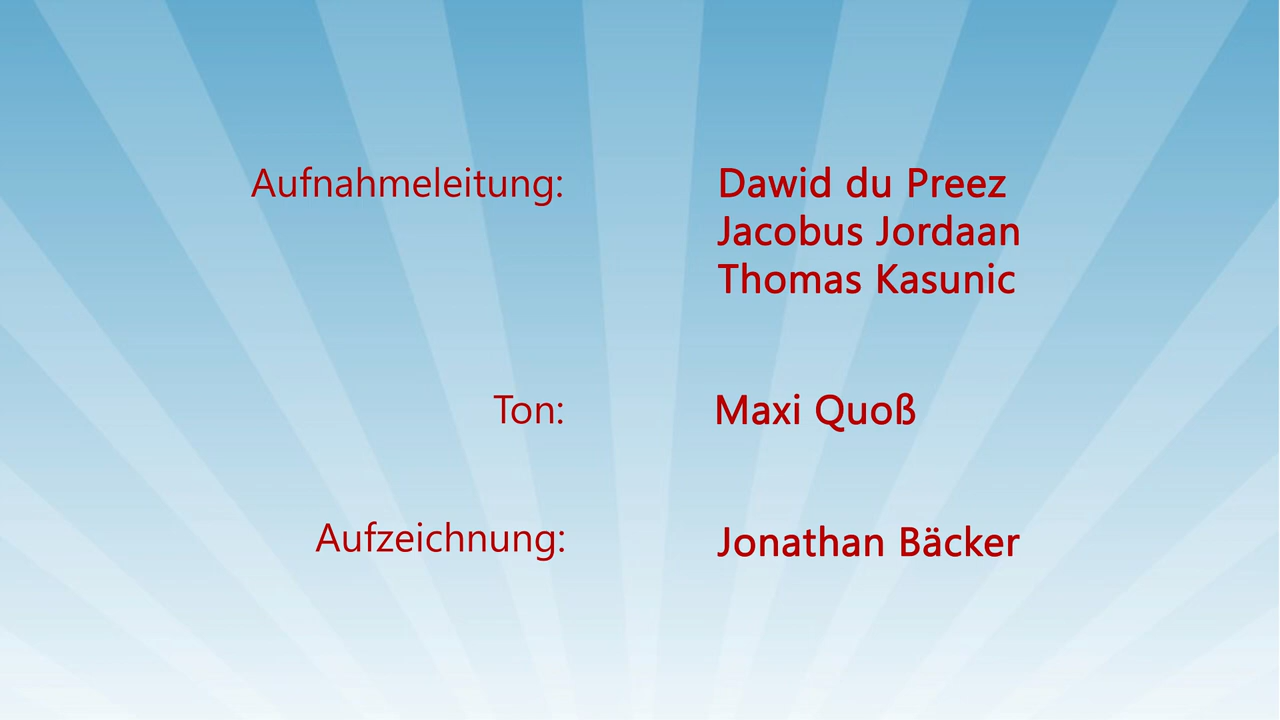 Aufnahmeleitung: Dawid du Preez
Jacobus Jordaan
Thomas Kasunic
Ton: Maxi Quoß
Aufzeichnung: Jonathan Bäcker